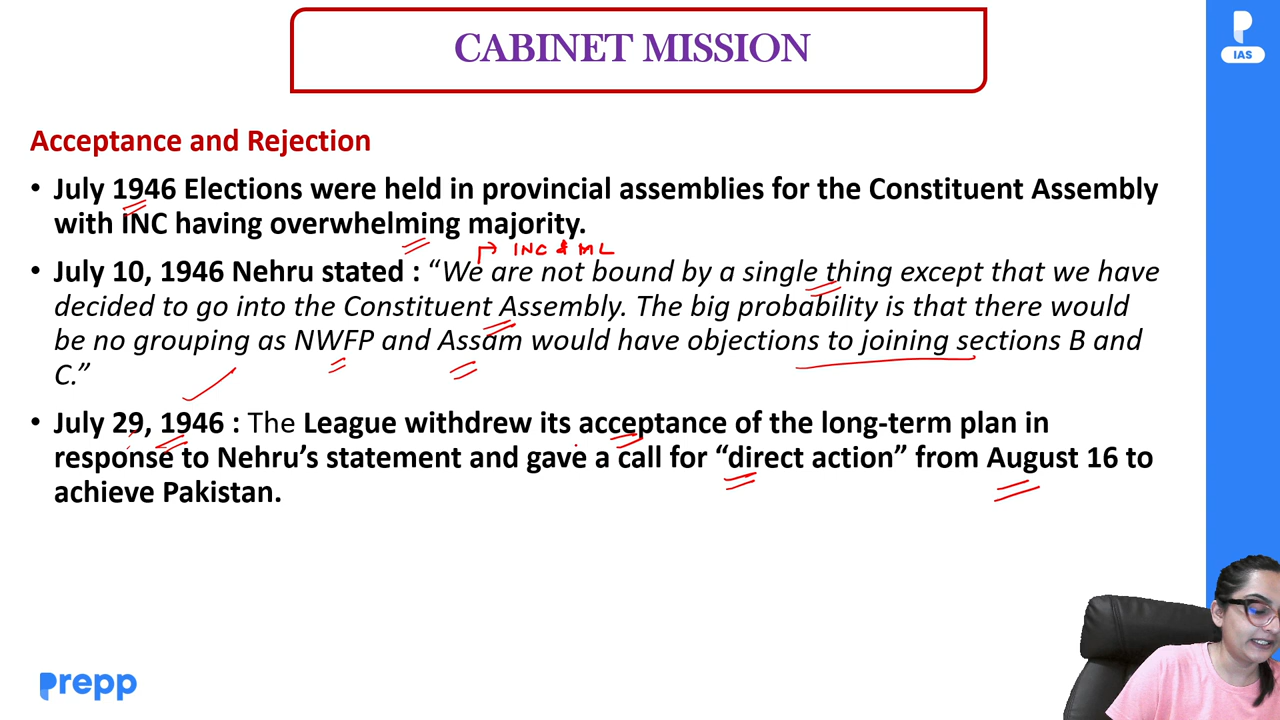 CABINET MISSION
IAS
Acceptance and Rejection
• July 1946 Elections were held in provincial assemblies for the Constituent Assembly
with INC having overwhelming majority.
INC & ML
• July 10, 1946 Nehru stated : “We are not bound by a single thing except that we have
decided to go into the Constituent Assembly. The big probability is that there would
be no grouping as NWFP and Assam would have objections to joining sections B and
C.”
• July 29, 1946 : The League withdrew its acceptance of the long-term plan in
response to Nehru’s statement and gave a call for “direct action” from August 16 to
achieve Pakistan.
prepp